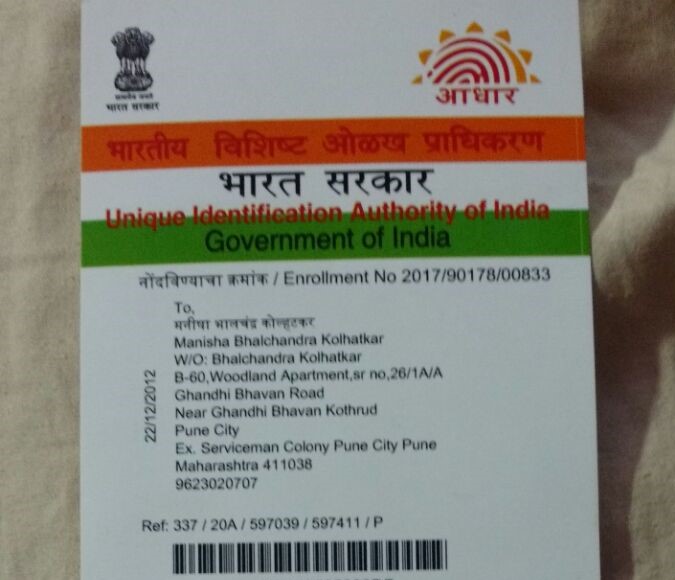 सत्यमेव जयते
भारत सरकार
आधार
भारतीय विशिष्ट ओळख प्राधिकरण
भारत सरकार
Unique Identification Authority of India
Government of India
नोंदविण्याचा क्रमांक / Enrollment No 2017/90178/00833
To,
मनीषा भालचंद्र कोल्हटकर
Manisha Bhalchandra Kolhatkar
W/O: Bhalchandra Kolhatkar
B-60,Woodland Apartment,sr no,26/1A/A
Ghandhi Bhavan Road
Near Ghandhi Bhavan Kothrud
Pune City
Ex. Serviceman Colony Pune City Pune
Maharashtra 411038
9623020707
22/12/2012
Ref: 337 / 20A / 597039 / 597411 / P